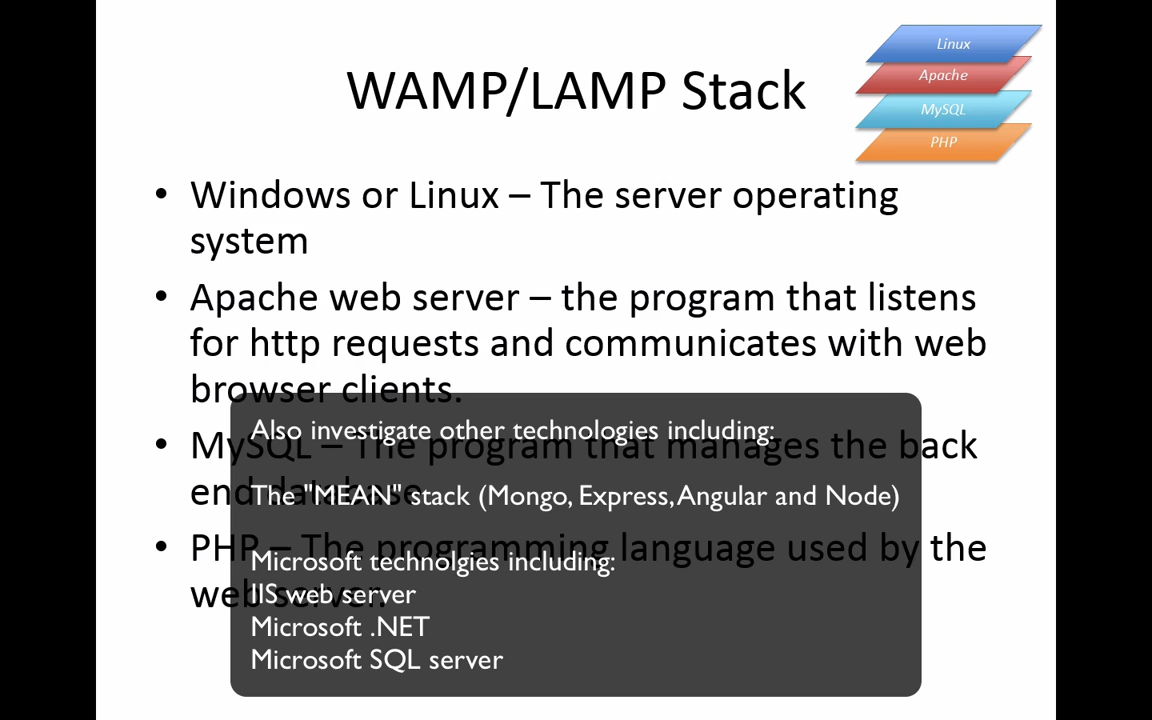 WAMP/LAMP Stack
Linux
Apache
MySQL
PHP
• Windows or Linux – The server operating
system
• Apache web server – the program that listens
for http requests and communicates with web
browser clients.
• MySQL – The program that manages the back
end database.
• PHP – The programming language used by the
web server.
Also investigate other technologies including:
The "MEAN" stack (Mongo, Express, Angular and Node)
Microsoft technolgies including:
IIS web server
Microsoft .NET
Microsoft SQL server